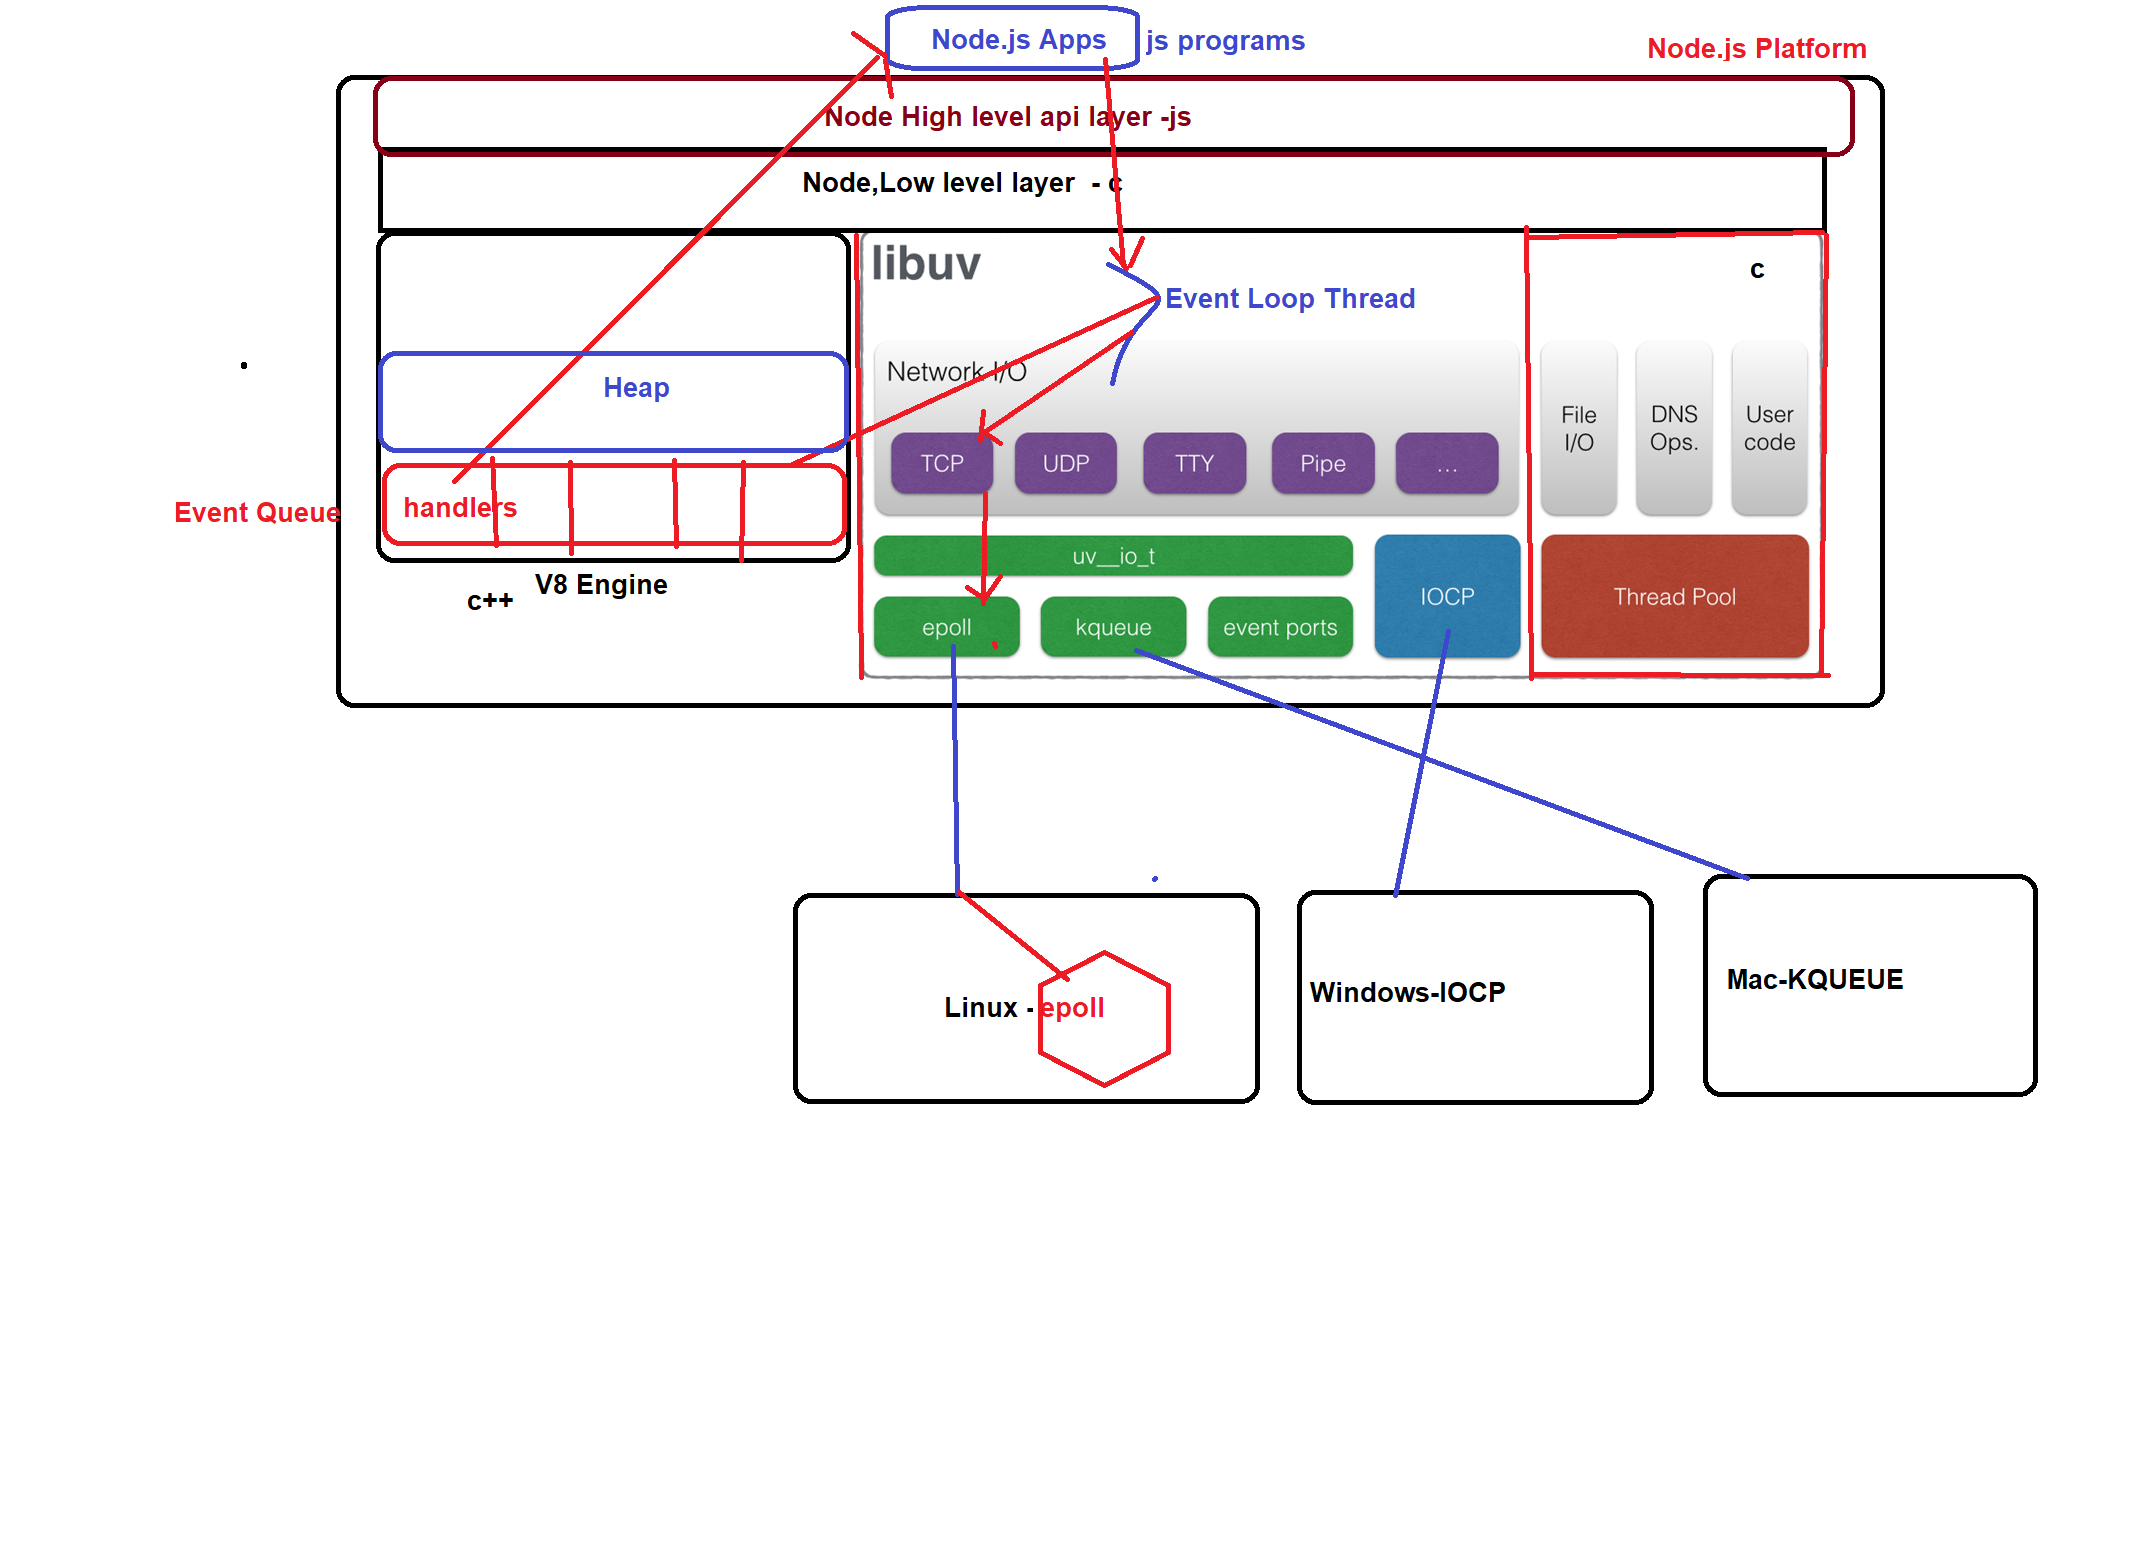 Node.js Apps js programs
Node.js Platform
Node High level api layer -js
Node,Low level layer - c
libuv
c
Event Loop Thread
Network I/O
Heap
File
I/O
DNS
Ops.
User
code
TCP
UDP
TTY
Pipe
...
Event Queue
handlers
uv__io_t
V8 Engine
c++
IOCP
Thread Pool
epoll
kqueue
event ports
Linux - epoll
Windows-IOCP
Mac-KQUEUE